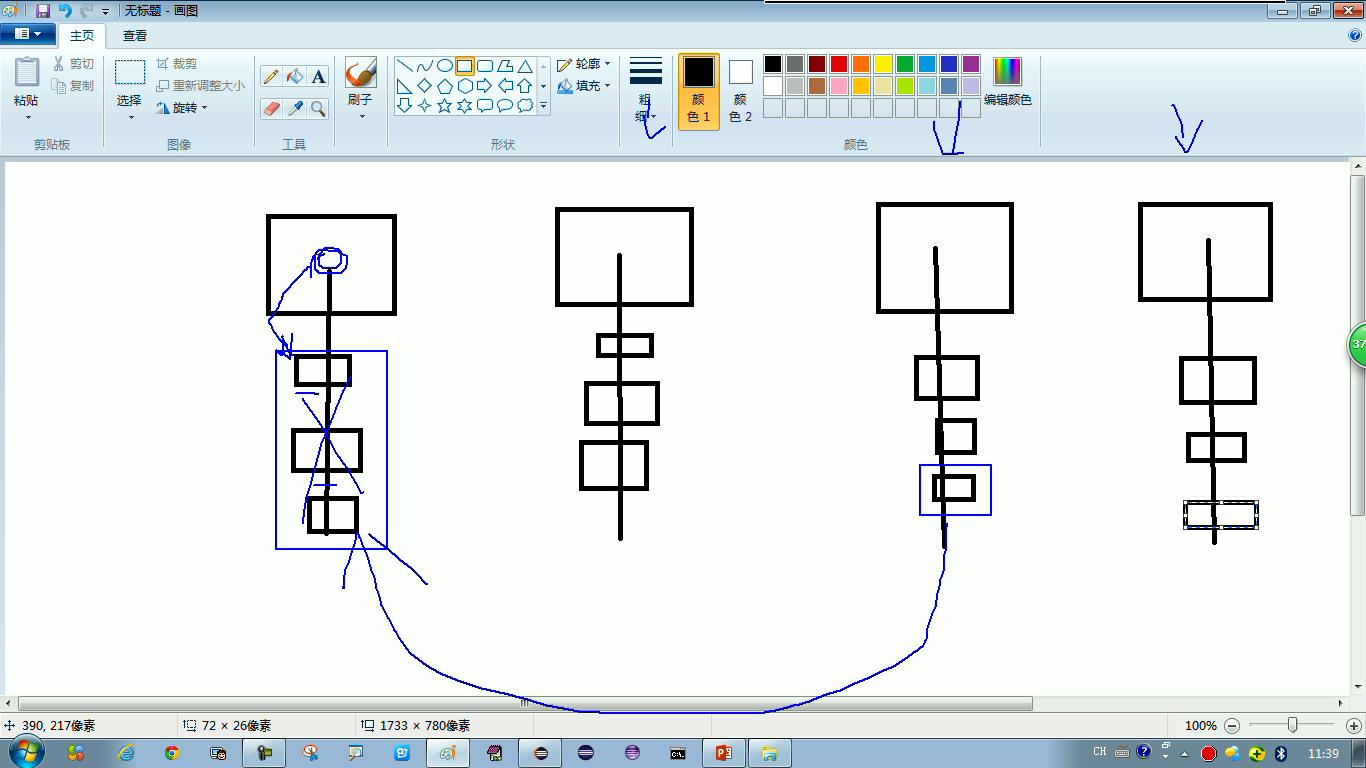 无标题 - 画图
主页 查看
粘贴
剪切
复制
剪贴板
选择
裁剪
重新调整大小
旋转
图像
A
工具
刷子
形状
轮廓
填充
粗
细
颜
色 1
颜
色 2
编辑颜色
颜色
37
390, 217像素
72 × 26像素
1733 × 780像素
100%
CH
11:39